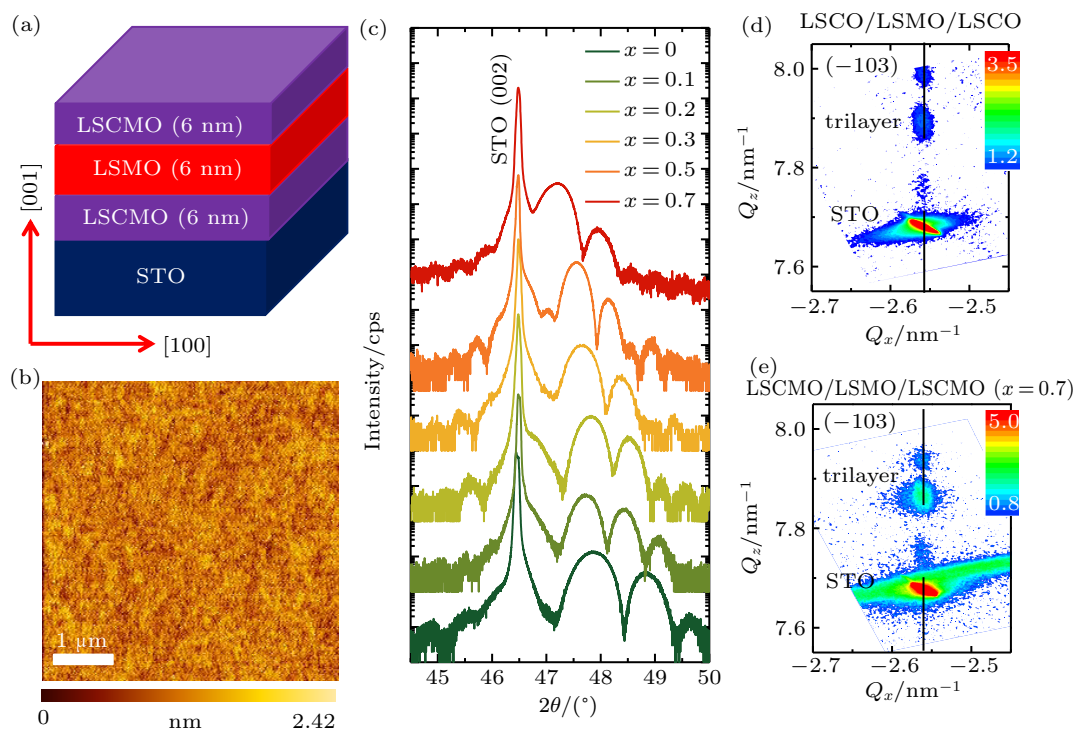 (a)
LSCMO (6 nm)
LSMO (6 nm)
LSCMO (6 nm)
STO
[001]
[100]
(b)
1 μm
0 nm 2.42
(c)
STO (002)
x = 0
x = 0.1
x = 0.2
x = 0.3
x = 0.5
x = 0.7
Intensity/cps
45 46 47 48 49 50
2θ/(°)
(d)
LSCO/LSMO/LSCO
(−103)
3.5
trilayer
1.2
STO
8.0
7.8
7.6
Qz/nm⁻¹
−2.7 −2.6 −2.5
Qx/nm⁻¹
(e)
LSCMO/LSMO/LSCMO (x = 0.7)
(−103)
5.0
trilayer
0.8
STO
8.0
7.8
7.6
Qz/nm⁻¹
−2.7 −2.6 −2.5
Qx/nm⁻¹